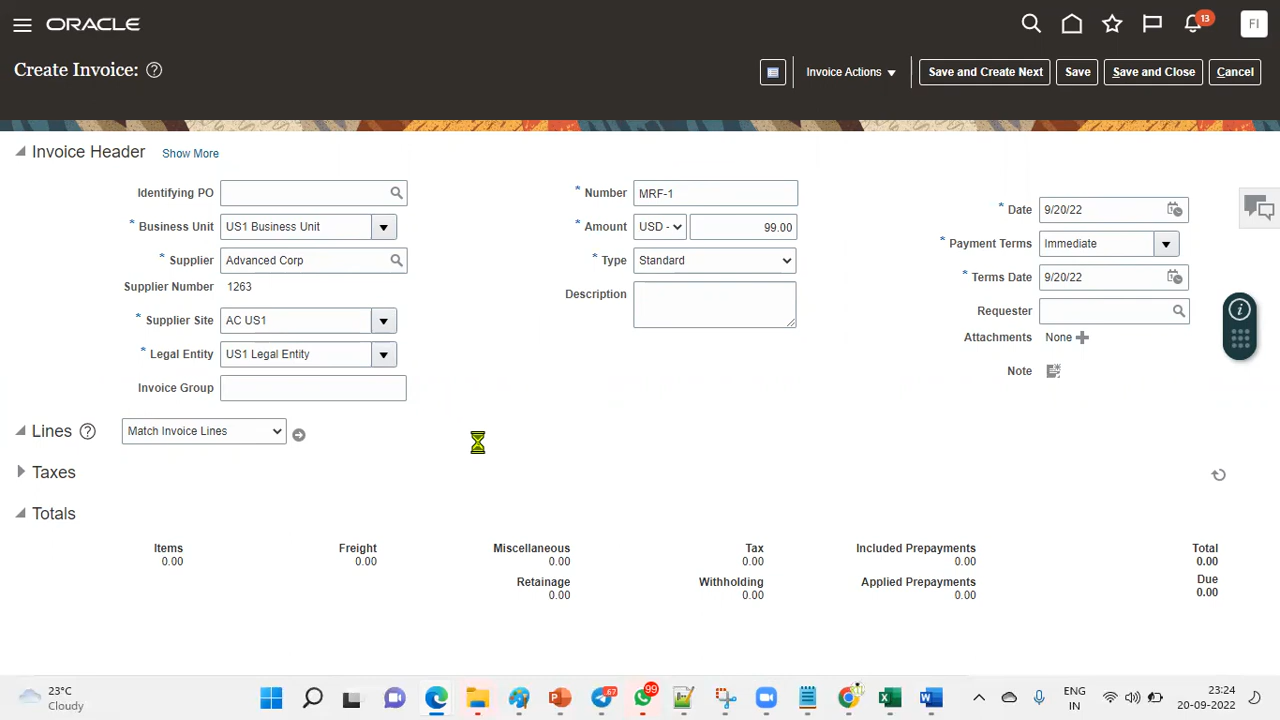 ORACLE
13
FI
Create Invoice:
Invoice Actions
Save and Create Next
Save
Save and Close
Cancel
Invoice Header
Show More
Identifying PO
* Business Unit US1 Business Unit
* Supplier Advanced Corp
Supplier Number 1263
* Supplier Site AC US1
* Legal Entity US1 Legal Entity
Invoice Group
* Number MRF-1
* Amount USD - 99.00
* Type Standard
Description
* Date 9/20/22
* Payment Terms Immediate
* Terms Date 9/20/22
Requester
Attachments None
Note
Lines Match Invoice Lines
Taxes
Totals
Items Freight Miscellaneous Tax Included Prepayments Total
0.00 0.00 0.00 0.00 0.00 0.00
Retainage Withholding Applied Prepayments Due
0.00 0.00 0.00 0.00
23°C
Cloudy
67
99
ENG
IN
23:24
20-09-2022